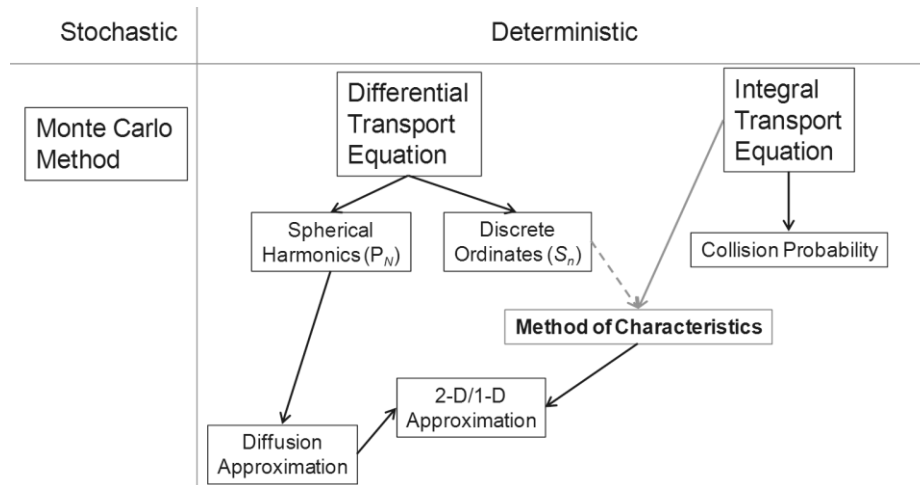 Stochastic
Deterministic
Monte Carlo
Method
Differential
Transport
Equation
Integral
Transport
Equation
Spherical
Harmonics (P_N)
Discrete
Ordinates (S_n)
Collision Probability
Method of Characteristics
2-D/1-D
Approximation
Diffusion
Approximation